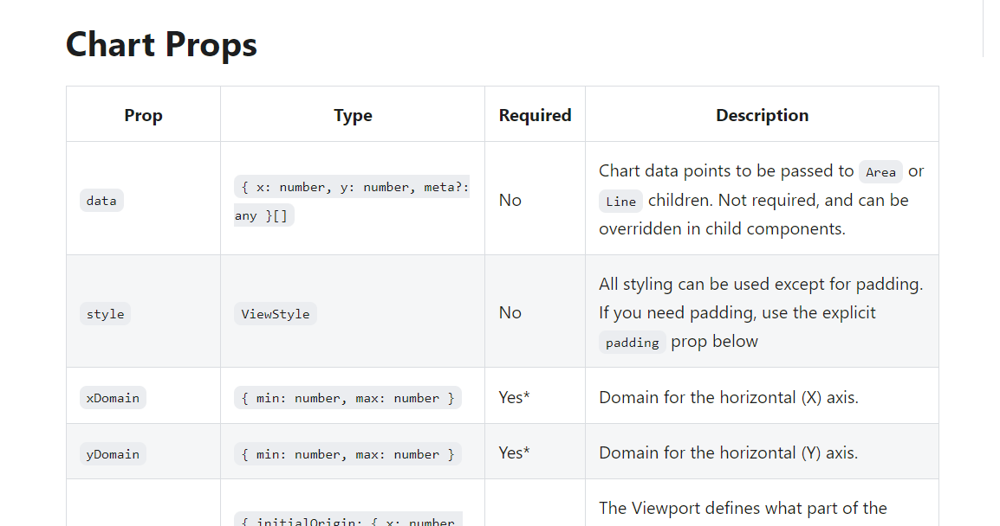 Chart Props
Prop Type Required Description
data { x: number, y: number, meta?: any }[] No Chart data points to be passed to Area or
Line children. Not required, and can be
overridden in child components.
style ViewStyle No All styling can be used except for padding.
If you need padding, use the explicit
padding prop below
xDomain { min: number, max: number } Yes* Domain for the horizontal (X) axis.
yDomain { min: number, max: number } Yes* Domain for the horizontal (Y) axis.
{ initialOrigin: { x: number The Viewport defines what part of the